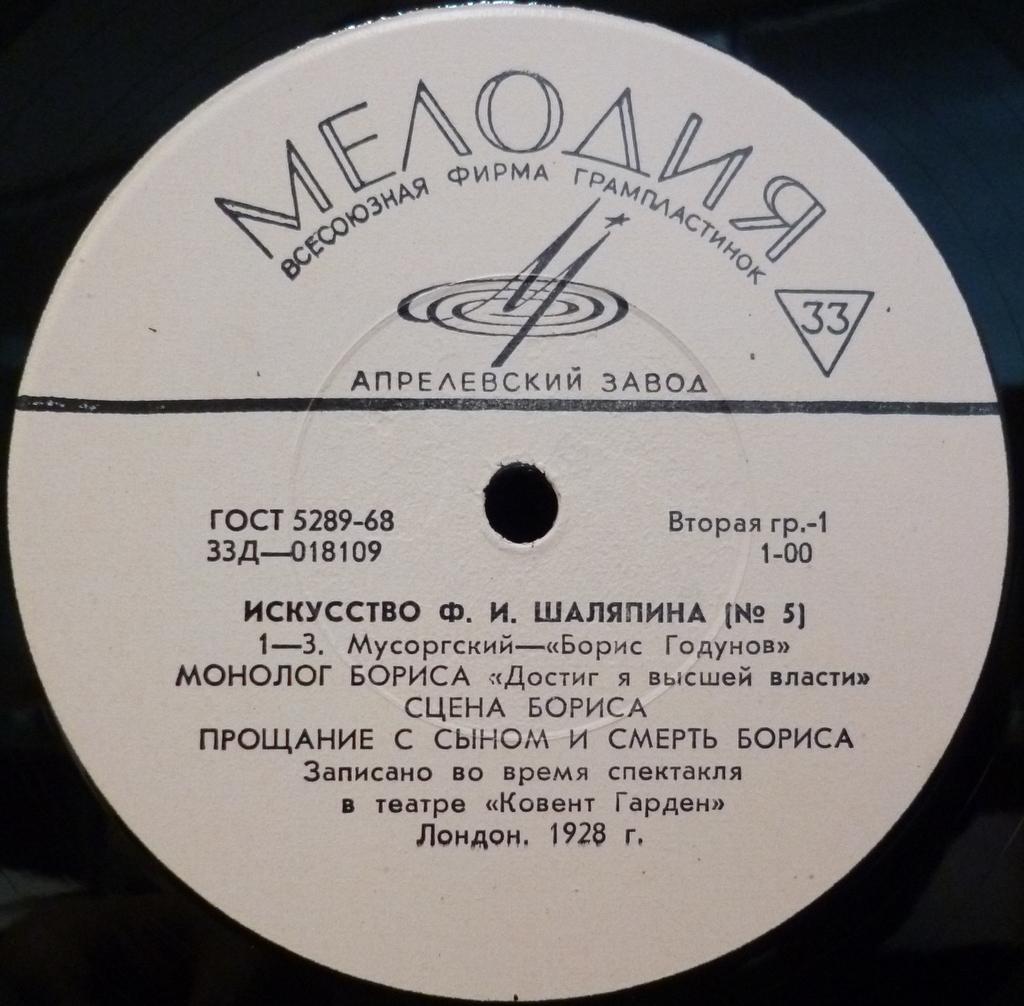 МЕЛОДИЯ
ВСЕСОЮЗНАЯ ФИРМА ГРАМПЛАСТИНОК
33
АПРЕЛЕВСКИЙ ЗАВОД
ГОСТ 5289-68
33Д—018109
Вторая гр.-1
1-00
ИСКУССТВО Ф. И. ШАЛЯПИНА (№ 5)
1—3. Мусоргский—«Борис Годунов»
МОНОЛОГ БОРИСА «Достиг я высшей власти»
СЦЕНА БОРИСА
ПРОЩАНИЕ С СЫНОМ И СМЕРТЬ БОРИСА
Записано во время спектакля
в театре «Ковент Гарден»
Лондон. 1928 г.